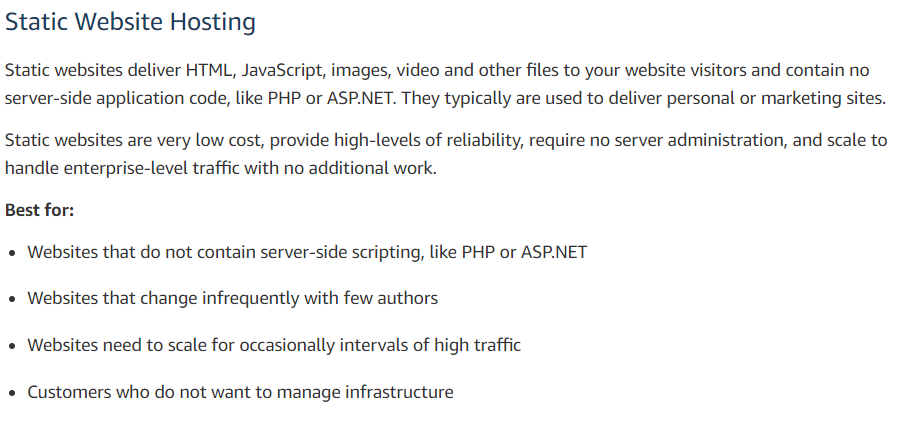 Static Website Hosting
Static websites deliver HTML, JavaScript, images, video and other files to your website visitors and contain no
server-side application code, like PHP or ASP.NET. They typically are used to deliver personal or marketing sites.
Static websites are very low cost, provide high-levels of reliability, require no server administration, and scale to
handle enterprise-level traffic with no additional work.
Best for:
• Websites that do not contain server-side scripting, like PHP or ASP.NET
• Websites that change infrequently with few authors
• Websites need to scale for occasionally intervals of high traffic
• Customers who do not want to manage infrastructure